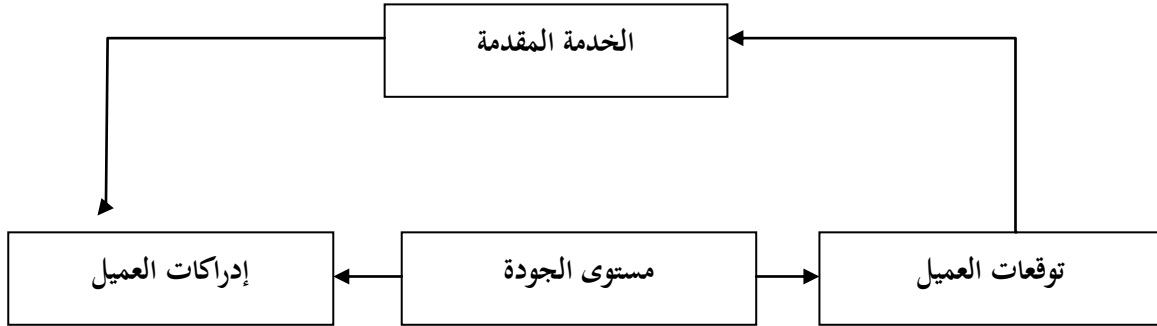 الخدمة المقدمة
توقعات العميل
مستوى الجودة
إدراكات العميل